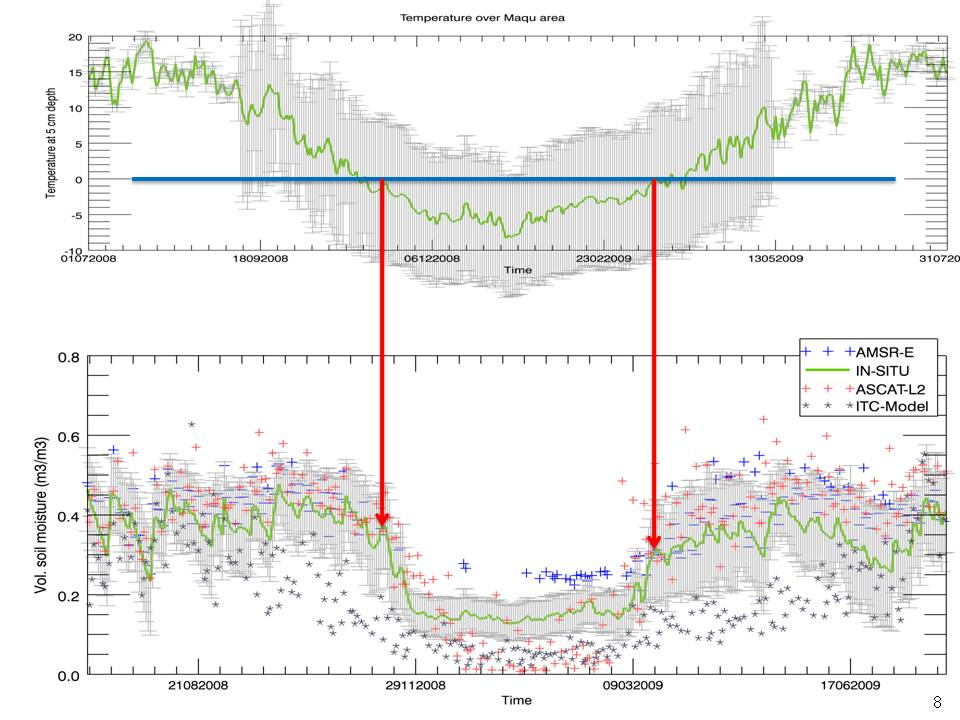 Temperature over Maqu area
20
15
10
5
0
-5
-10
Temperature at 5 cm depth
01072008 18092008 06122008 23022009 13052009 310720
Time
AMSR-E
IN-SITU
ASCAT-L2
ITC-Model
0.8
0.6
0.4
0.2
0.0
Vol. soil moisture (m3/m3)
21082008 29112008 09032009 17062009
Time
8